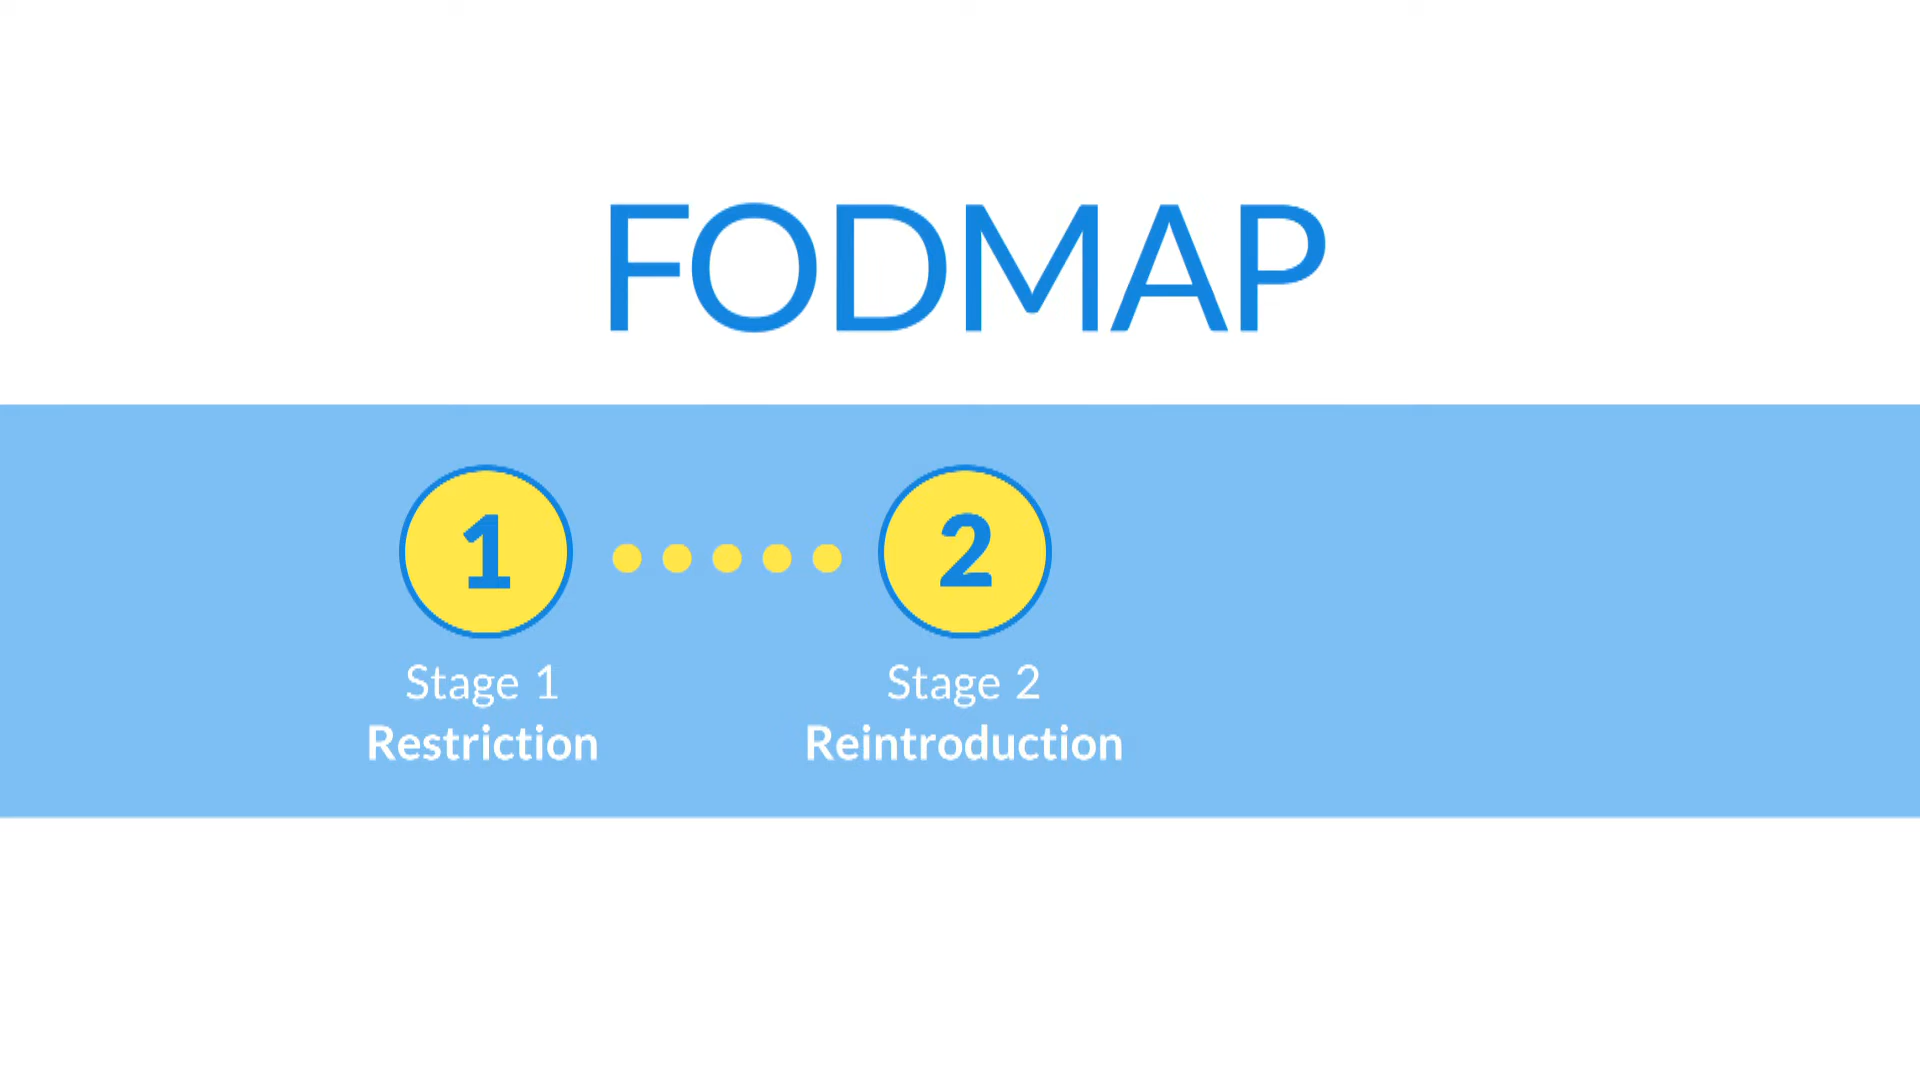 FODMAP
1
2
Stage 1
Stage 2
Restriction
Reintroduction